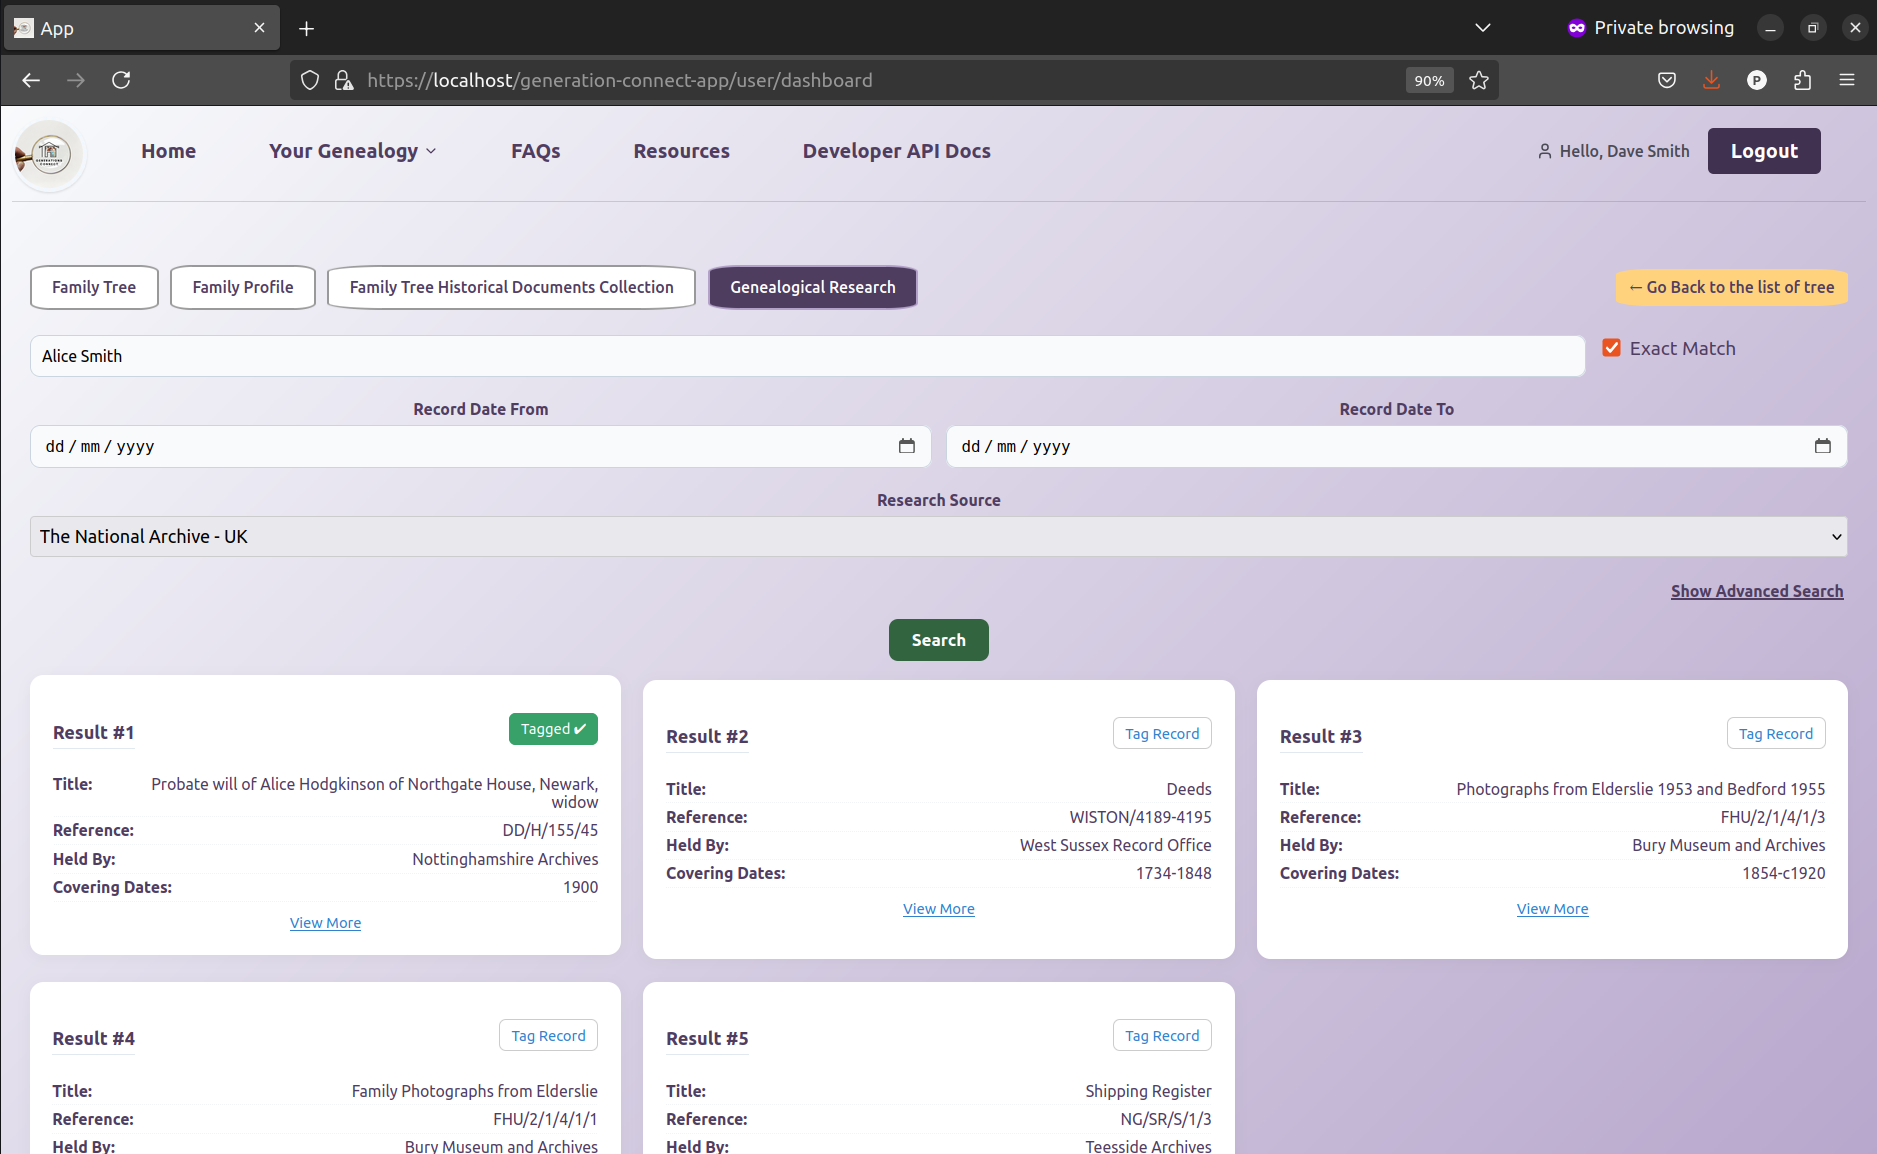 App
Private browsing
https://localhost/generation-connect-app/user/dashboard
90%
Home
Your Genealogy
FAQs
Resources
Developer API Docs
Hello, Dave Smith
Logout
Family Tree
Family Profile
Family Tree Historical Documents Collection
Genealogical Research
← Go Back to the list of tree
Alice Smith
Exact Match
Record Date From
Record Date To
dd / mm / yyyy
dd / mm / yyyy
Research Source
The National Archive - UK
Show Advanced Search
Search
Result #1
Tagged ✔
Title: Probate will of Alice Hodgkinson of Northgate House, Newark,
widow
Reference: DD/H/155/45
Held By: Nottinghamshire Archives
Covering Dates: 1900
View More
Result #2
Tag Record
Title: Deeds
Reference: WISTON/4189-4195
Held By: West Sussex Record Office
Covering Dates: 1734-1848
View More
Result #3
Tag Record
Title: Photographs from Elderslie 1953 and Bedford 1955
Reference: FHU/2/1/4/1/3
Held By: Bury Museum and Archives
Covering Dates: 1854-c1920
View More
Result #4
Tag Record
Title: Family Photographs from Elderslie
Reference: FHU/2/1/4/1/1
Held By: Bury Museum and Archives
Result #5
Tag Record
Title: Shipping Register
Reference: NG/SR/S/1/3
Held By: Teesside Archives